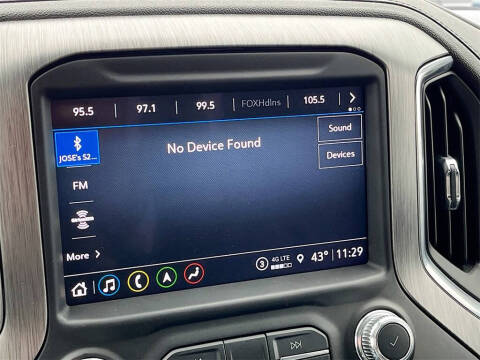 95.5 97.1 99.5 FOXHdlns 105.5
JOSE's S2...
No Device Found
Sound
Devices
FM
More
3 4G LTE 43° 11:29